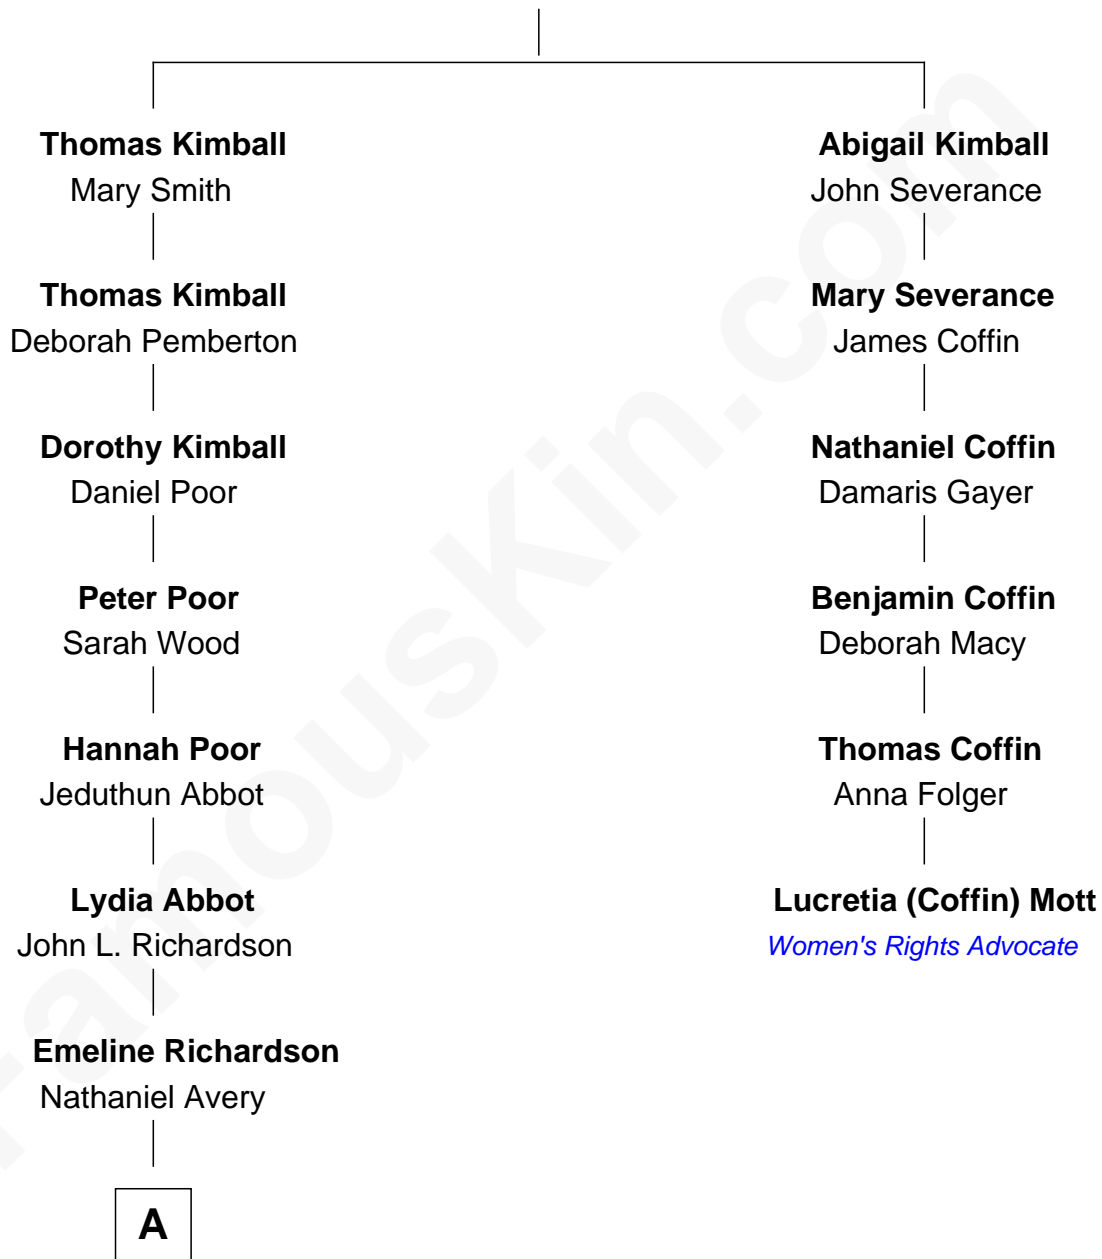 Thomas Kimball
Mary Smith
Thomas Kimball
Deborah Pemberton
Dorothy Kimball
Daniel Poor
Peter Poor
Sarah Wood
Hannah Poor
Jeduthun Abbot
Lydia Abbot
John L. Richardson
Emeline Richardson
Nathaniel Avery
A
Abigail Kimball
John Severance
Mary Severance
James Coffin
Nathaniel Coffin
Damaris Gayer
Benjamin Coffin
Deborah Macy
Thomas Coffin
Anna Folger
Lucretia (Coffin) Mott
Women's Rights Advocate
FamousKin.com